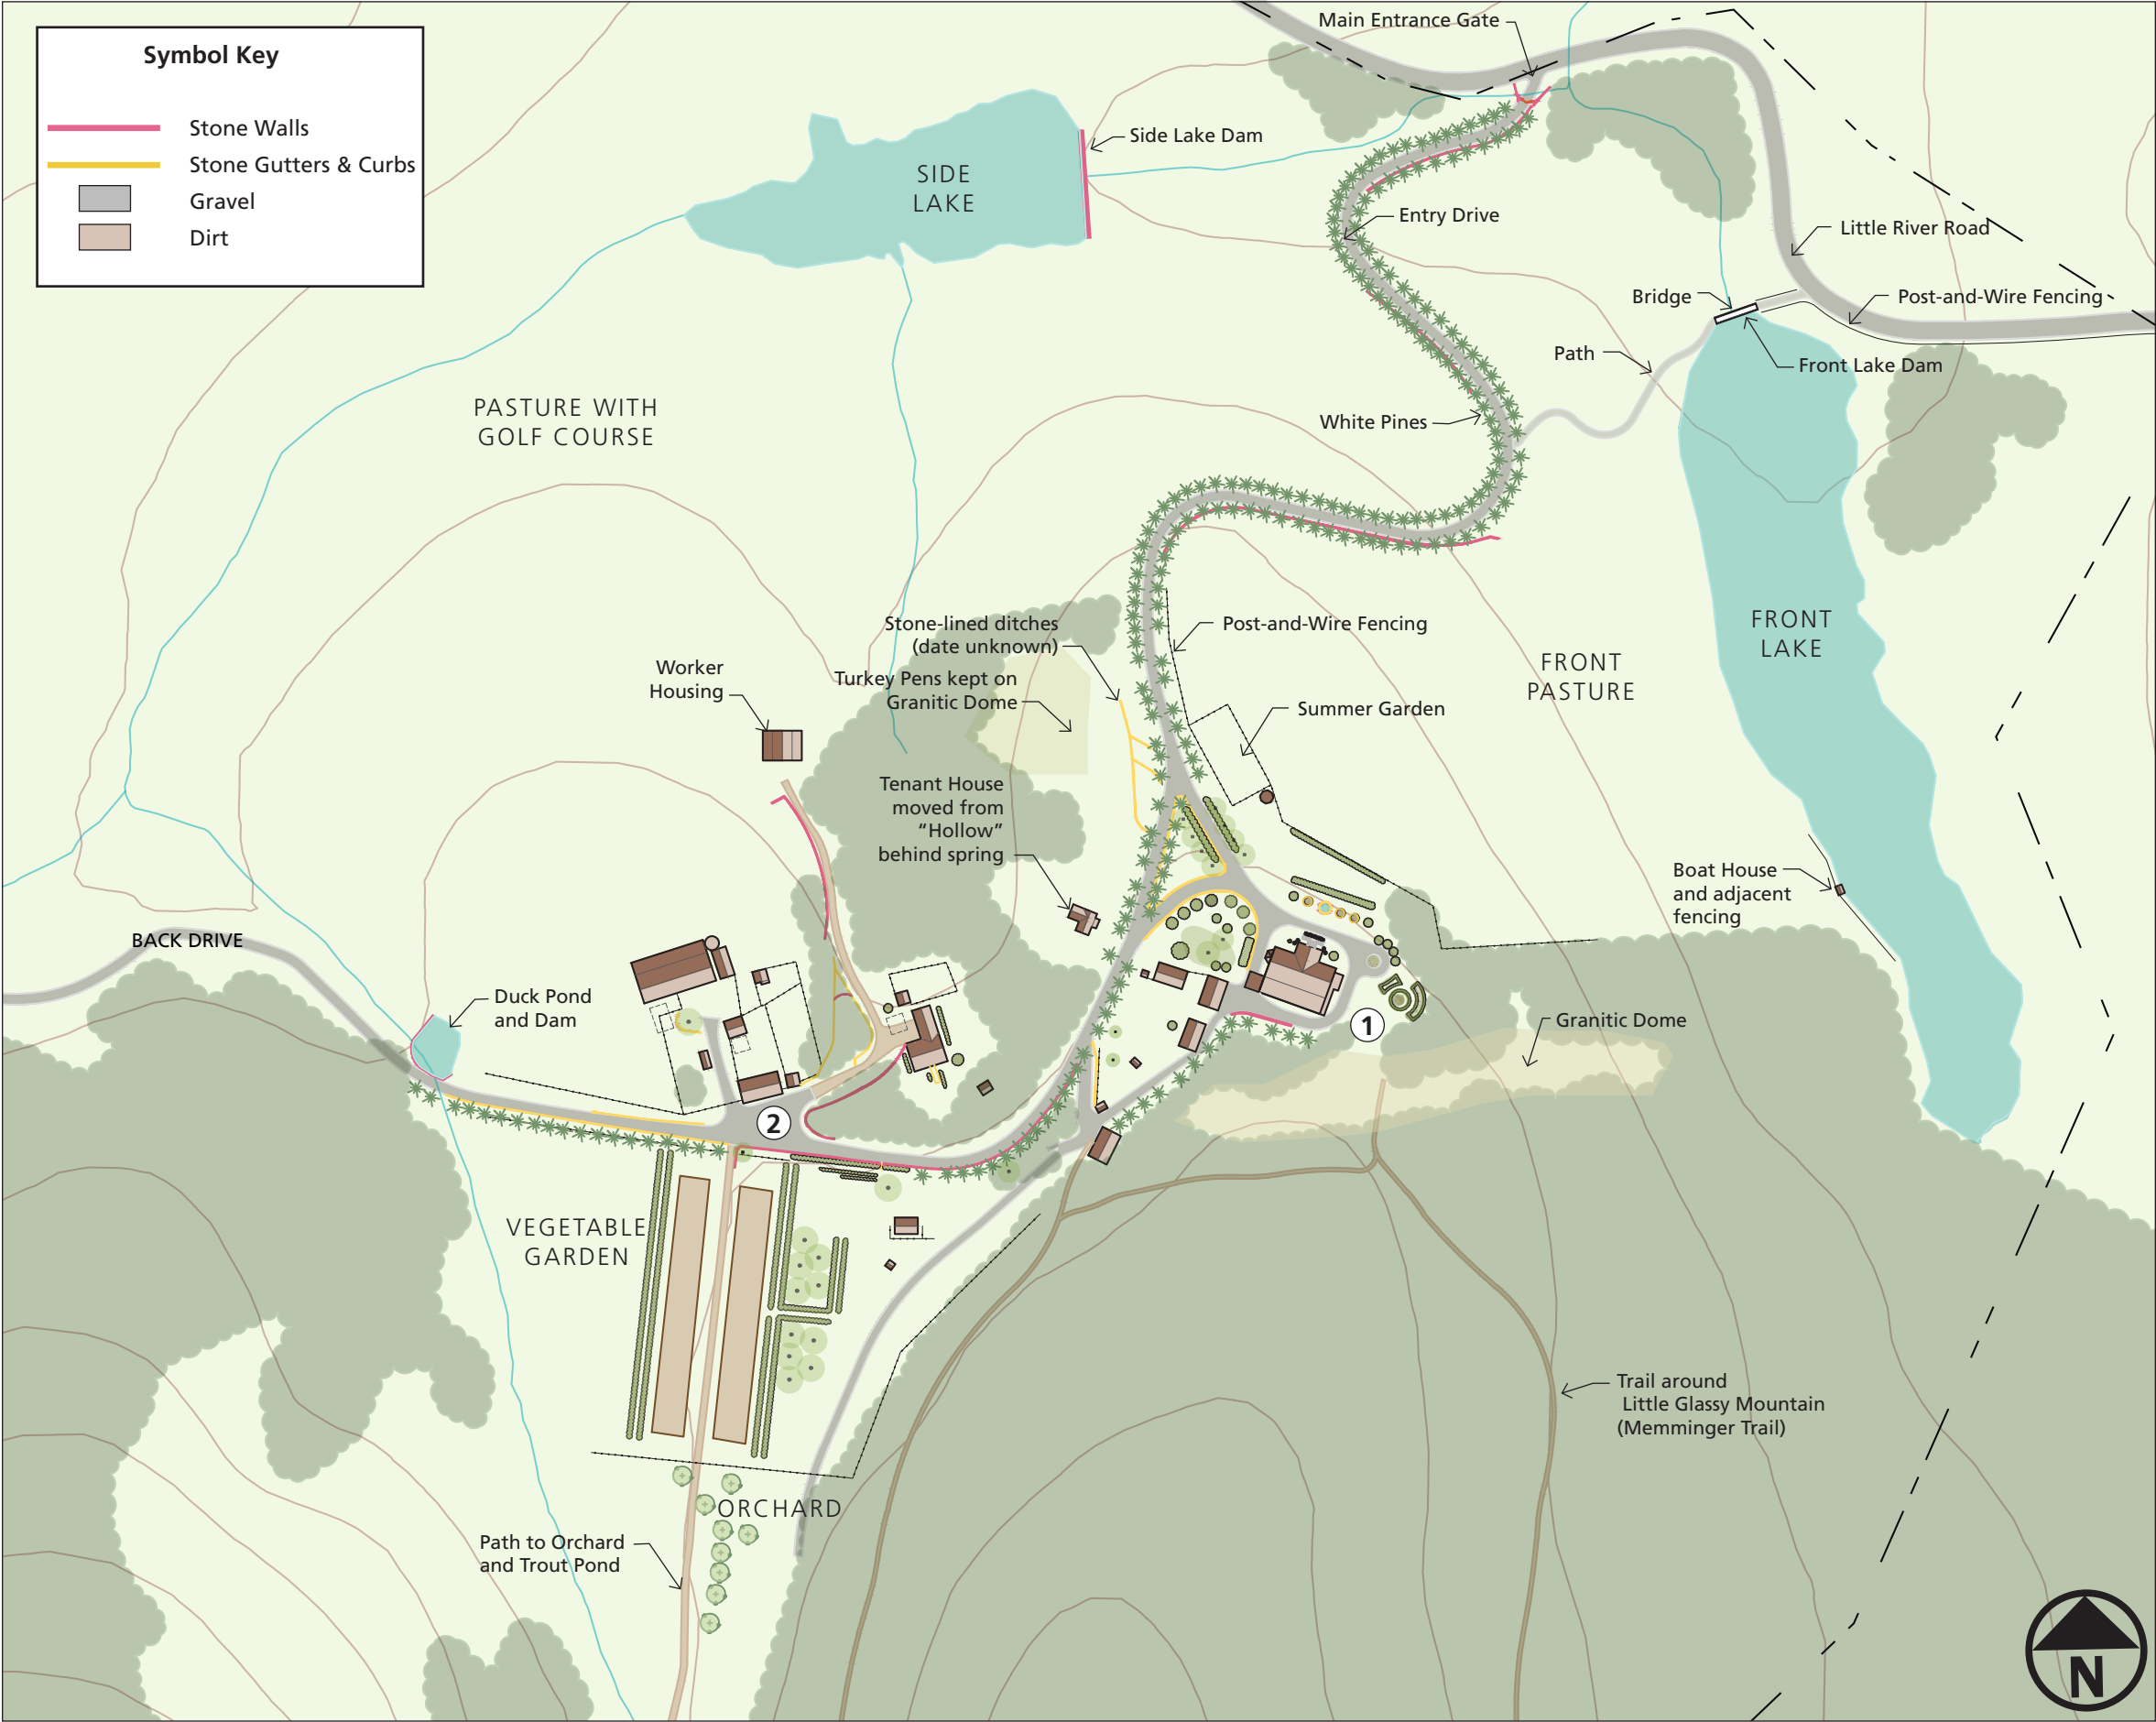 Symbol Key
Stone Walls
Stone Gutters & Curbs
Gravel
Dirt
Main Entrance Gate
Side Lake Dam
SIDE
LAKE
Entry Drive
Little River Road
Bridge
Post-and-Wire Fencing
Path
Front Lake Dam
PASTURE WITH
GOLF COURSE
White Pines
Stone-lined ditches
(date unknown)
Post-and-Wire Fencing
FRONT
LAKE
FRONT
PASTURE
Worker
Housing
Turkey Pens kept on
Granitic Dome
Summer Garden
Tenant House
moved from
“Hollow”
behind spring
Boat House
and adjacent
fencing
BACK DRIVE
Duck Pond
and Dam
1
Granitic Dome
2
VEGETABLE
GARDEN
Trail around
Little Glassy Mountain
(Memminger Trail)
ORCHARD
Path to Orchard
and Trout Pond
N